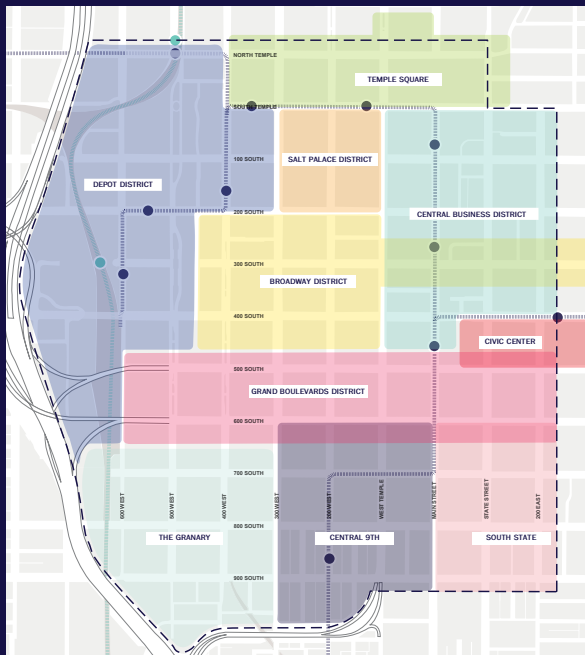 NORTH TEMPLE
TEMPLE SQUARE
SOUTH TEMPLE
100 SOUTH
SALT PALACE DISTRICT
DEPOT DISTRICT
200 SOUTH
CENTRAL BUSINESS DISTRICT
300 SOUTH
BROADWAY DISTRICT
400 SOUTH
CIVIC CENTER
500 SOUTH
GRAND BOULEVARDS DISTRICT
600 SOUTH
700 SOUTH
600 WEST
500 WEST
400 WEST
300 WEST
200 WEST
WEST TEMPLE
MAIN STREET
STATE STREET
200 EAST
800 SOUTH
THE GRANARY
CENTRAL 9TH
SOUTH STATE
900 SOUTH